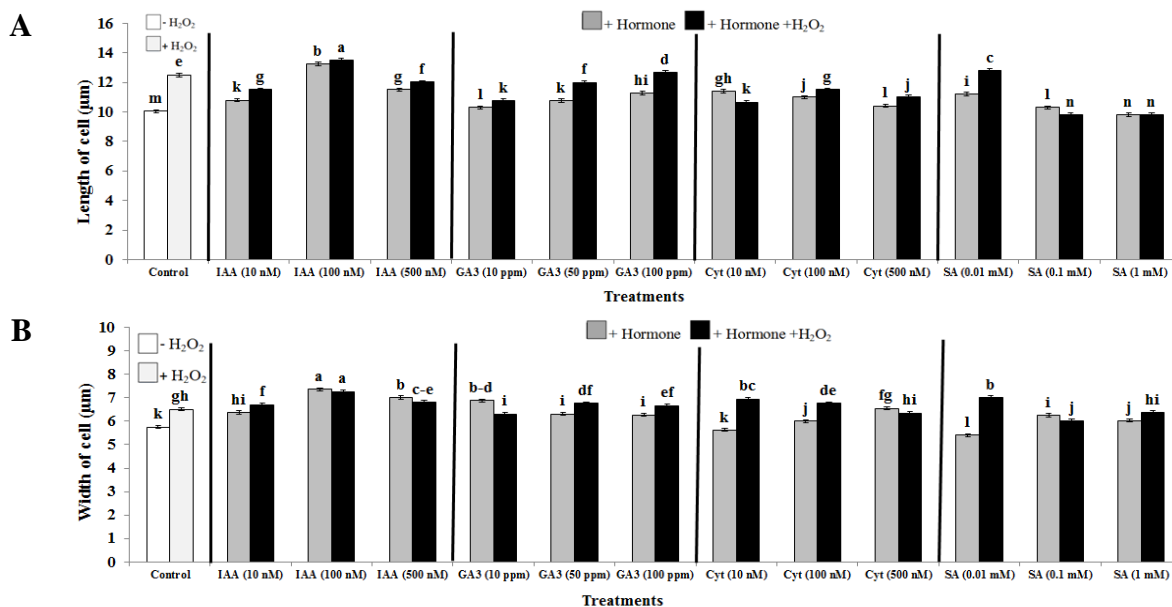 A
Length of cell (µm)
16
14
12
10
8
6
4
2
0
- H₂O₂
+ H₂O₂
+ Hormone
+ Hormone +H₂O₂
m e k g b a g f l k k f hi d gh k j g l j i c l n n n
Control IAA (10 nM) IAA (100 nM) IAA (500 nM) GA3 (10 ppm) GA3 (50 ppm) GA3 (100 ppm) Cyt (10 nM) Cyt (100 nM) Cyt (500 nM) SA (0.01 mM) SA (0.1 mM) SA (1 mM)
Treatments
B
Width of cell (µm)
10
9
8
7
6
5
4
3
2
1
0
- H₂O₂
+ H₂O₂
+ Hormone
+ Hormone +H₂O₂
k gh hi f a a b c-e b-d i i df i ef k bc j de fg hi l b i j j hi
Control IAA (10 nM) IAA (100 nM) IAA (500 nM) GA3 (10 ppm) GA3 (50 ppm) GA3 (100 ppm) Cyt (10 nM) Cyt (100 nM) Cyt (500 nM) SA (0.01 mM) SA (0.1 mM) SA (1 mM)
Treatments